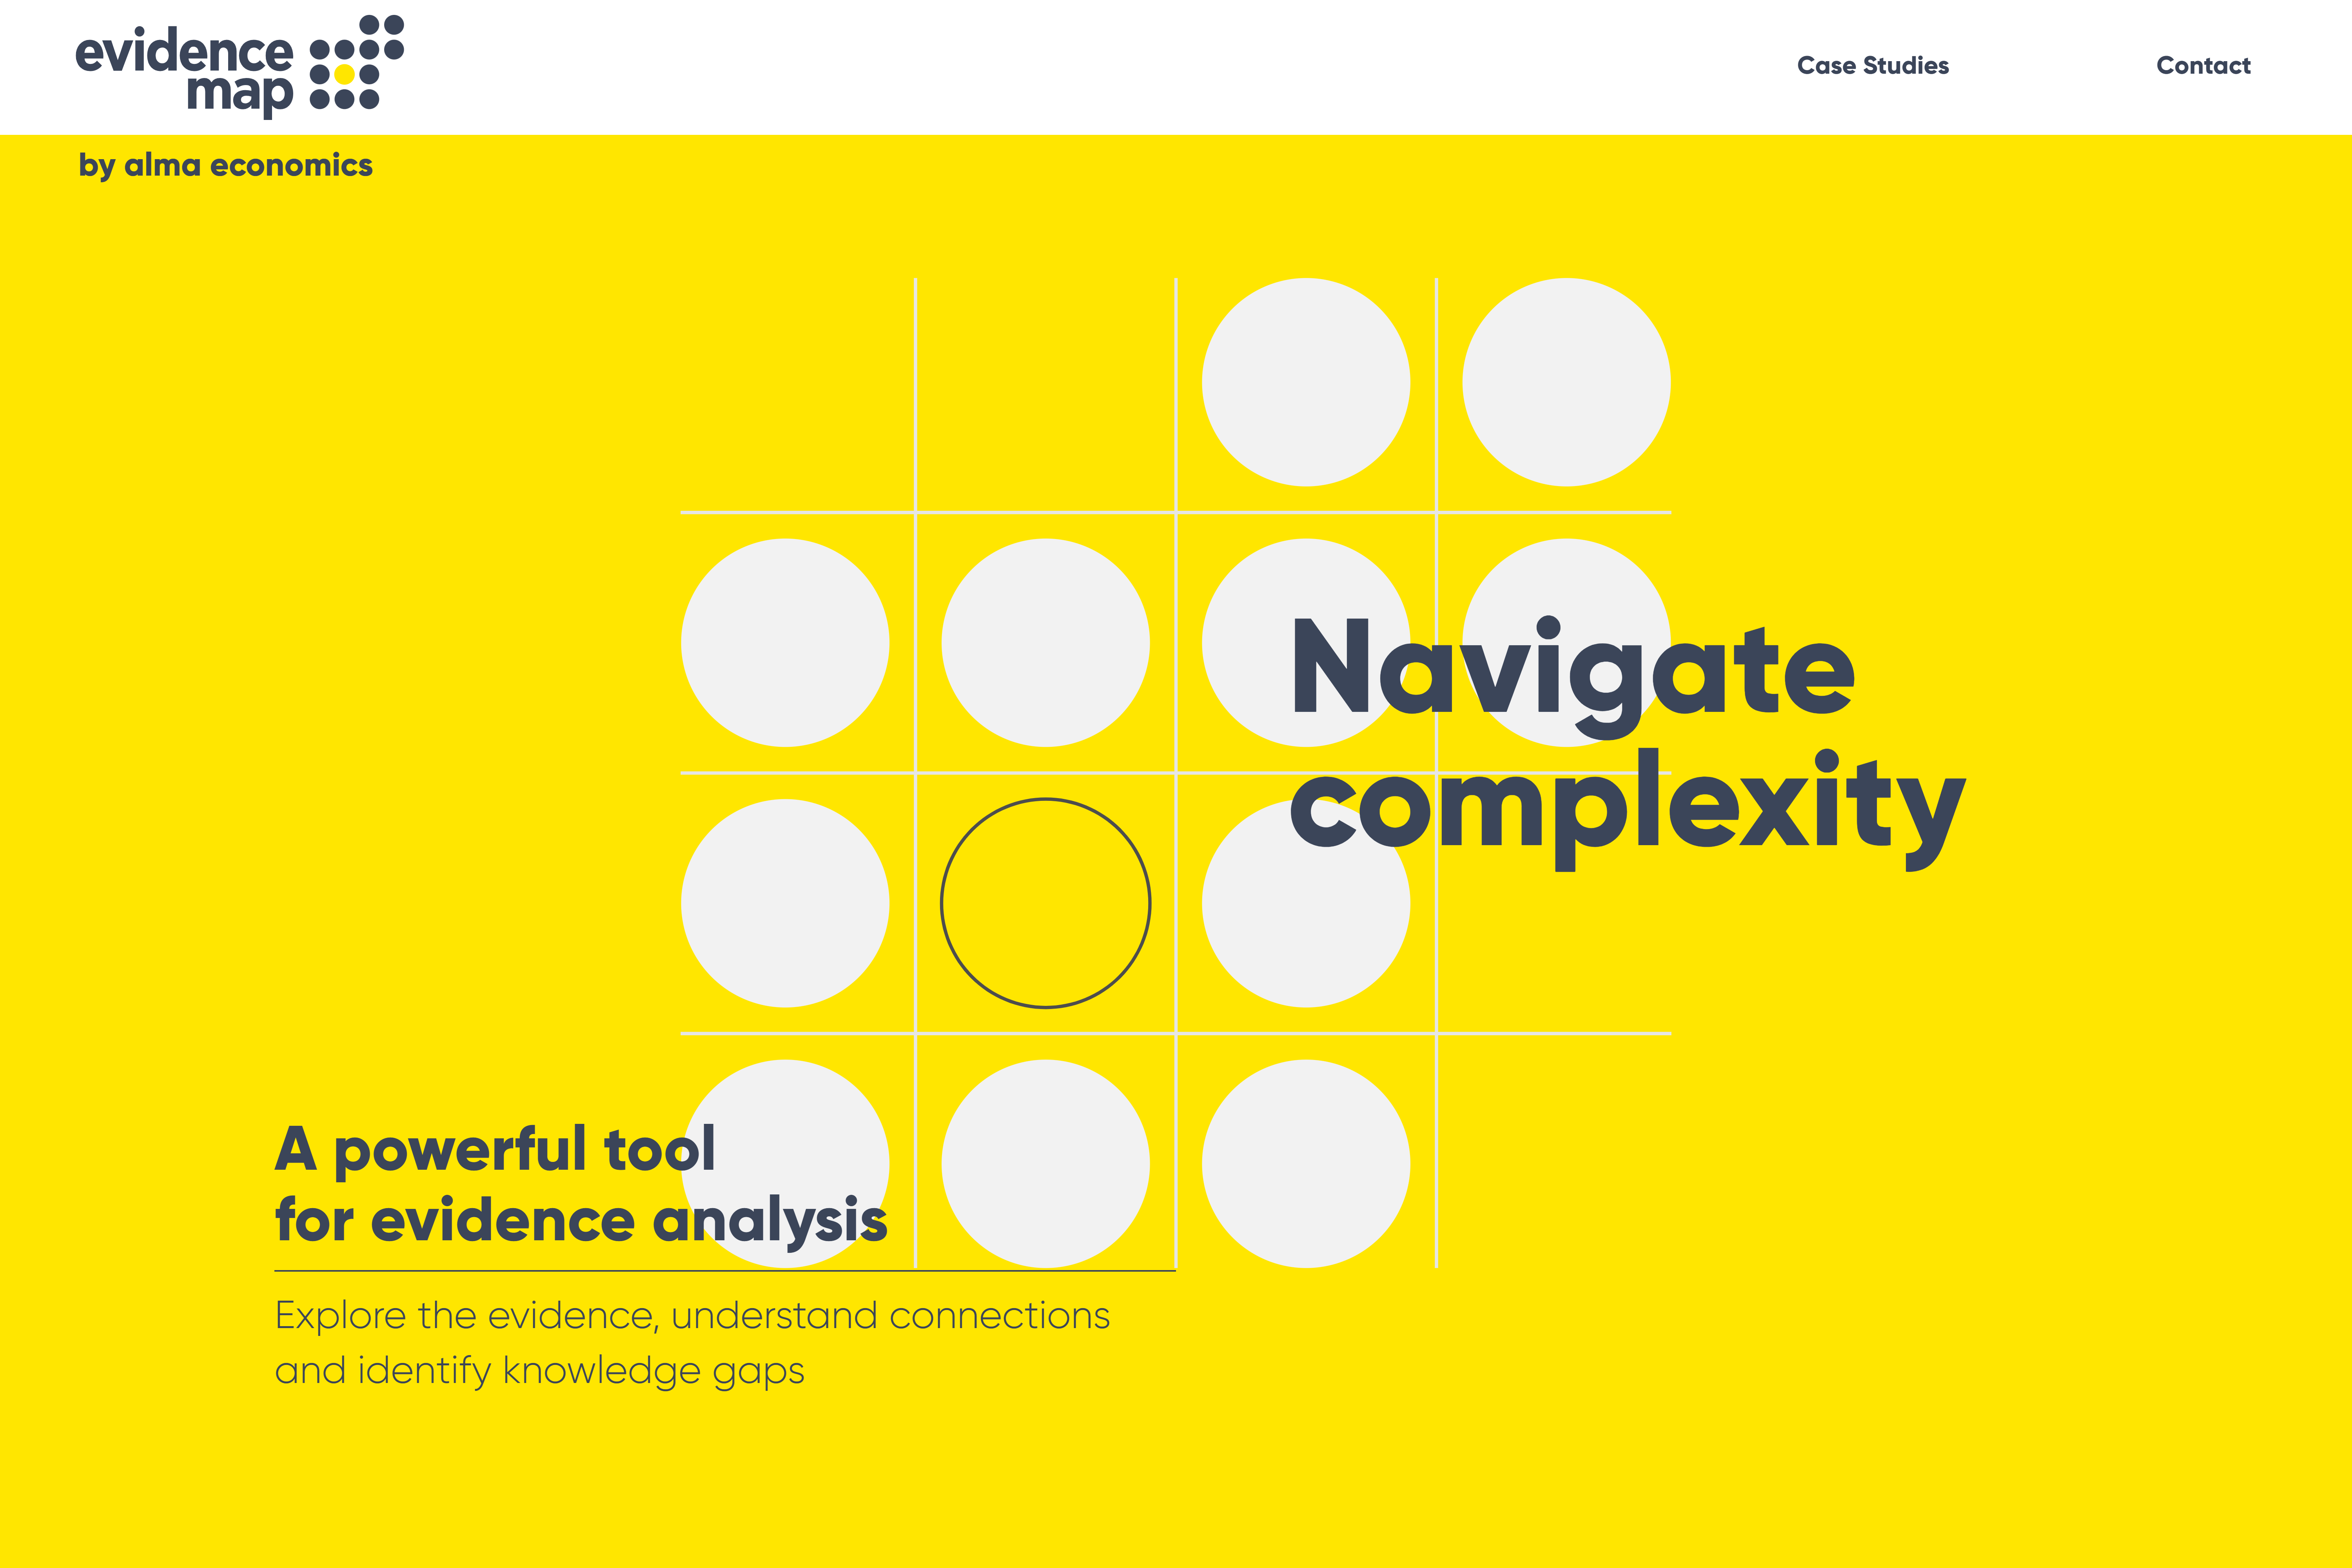 evidence
map
Case Studies
Contact
by alma economics
Navigate
complexity
A powerful tool
for evidence analysis
Explore the evidence, understand connections
and identify knowledge gaps